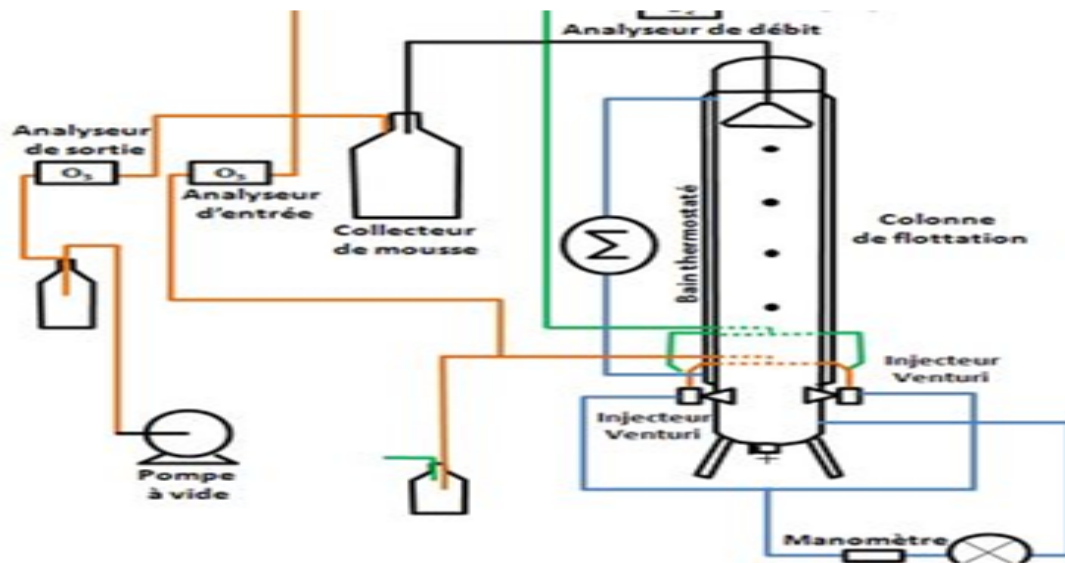 Analyseur de débit
Analyseur
de sortie
O₃
O₃
Analyseur
d'entrée
Collecteur
de mousse
Bain thermostaté
Colonne
de flottation
Injecteur
Venturi
Injecteur
Venturi
Pompe
à vide
Manomètre